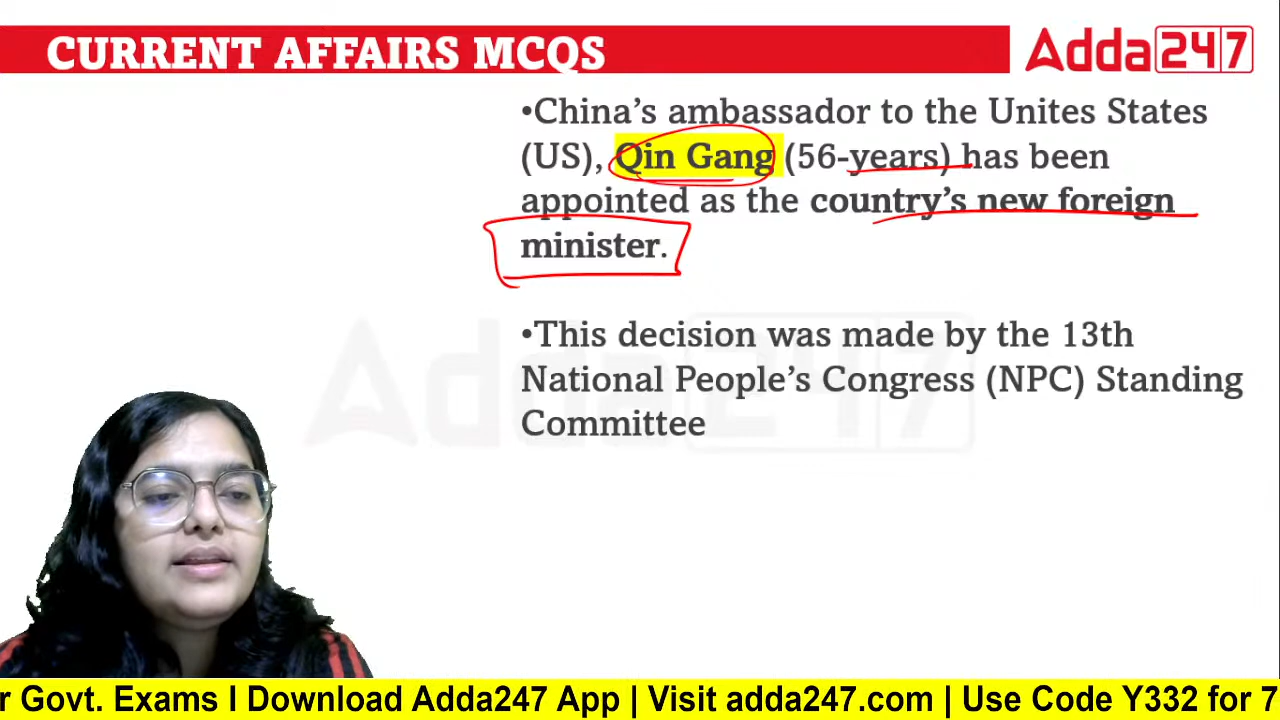 CURRENT AFFAIRS MCQS
Adda247
•China’s ambassador to the Unites States
(US), Qin Gang (56-years) has been
appointed as the country’s new foreign
minister.
•This decision was made by the 13th
National People’s Congress (NPC) Standing
Committee
Adda247
r Govt. Exams I Download Adda247 App | Visit adda247.com | Use Code Y332 for 7